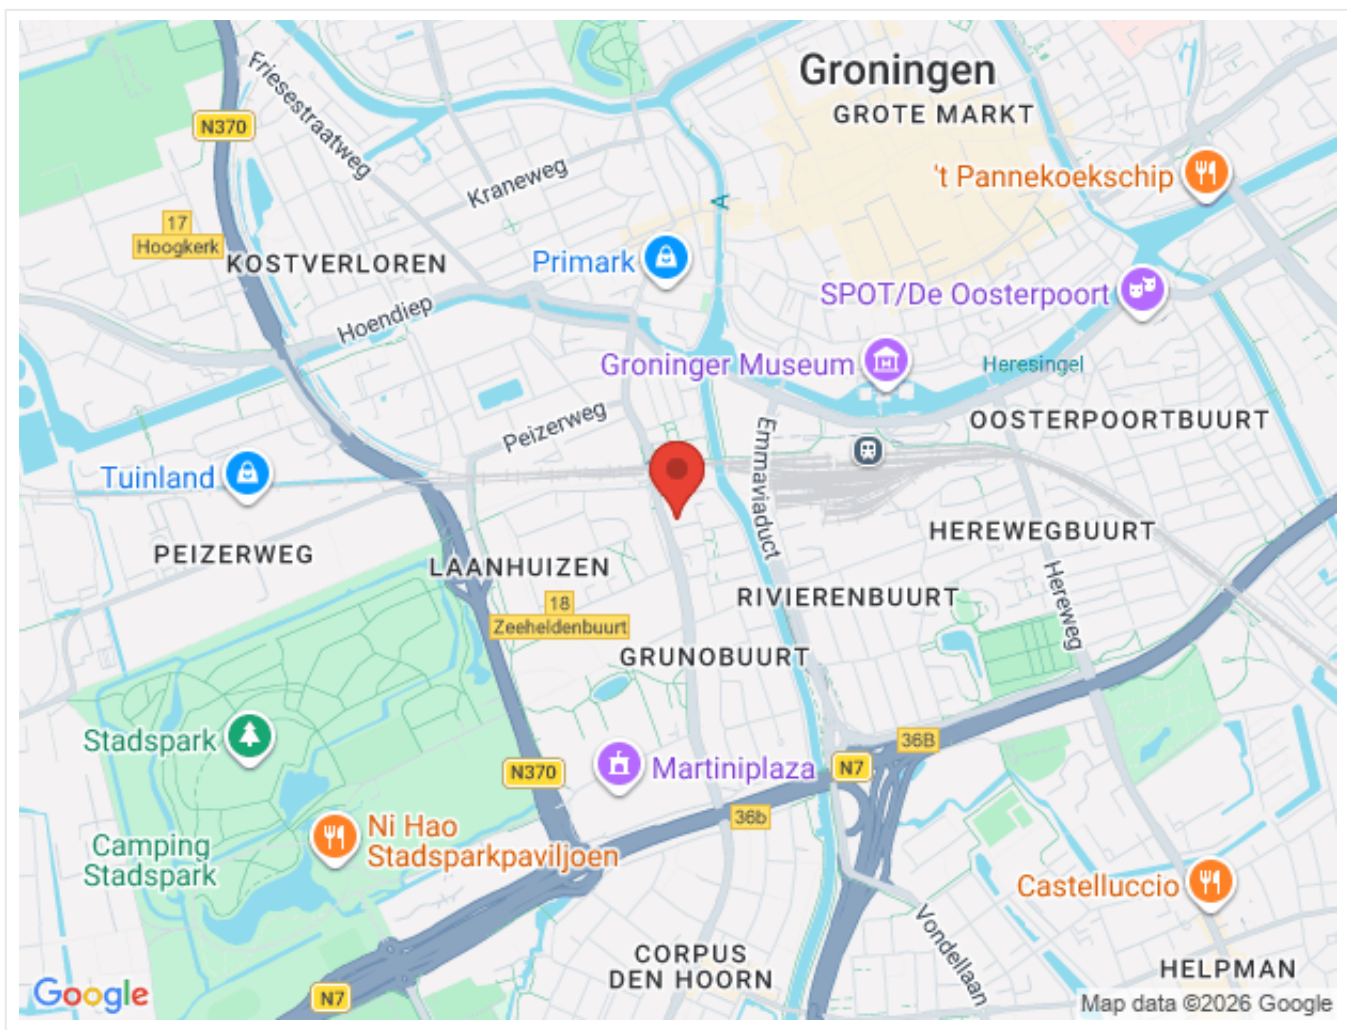 Groningen
GROTE MARKT
Friesestraatweg
N370
Kraneweg
't Pannekoekschip
A
17
Hoogkerk
KOSTVERLOREN
Primark
SPOT/De Oosterpoort
Hoendiep
Groninger Museum
Heresingel
Peizerweg
Emmaviaduct
OOSTERPOORTBUURT
Tuinland
PEIZERWEG
LAANHUIZEN
HEREWEGBUURT
18
Zeeheldenbuurt
RIVIERENBUURT
Hereweg
GRUNOBUURT
Stadspark
36B
N370
Martiniplaza
N7
36b
Ni Hao
Stadsparkpaviljoen
Camping
Stadspark
Castelluccio
Vondellaan
CORPUS
DEN HOORN
HELPMAN
Google
N7
Map data ©2026 Google